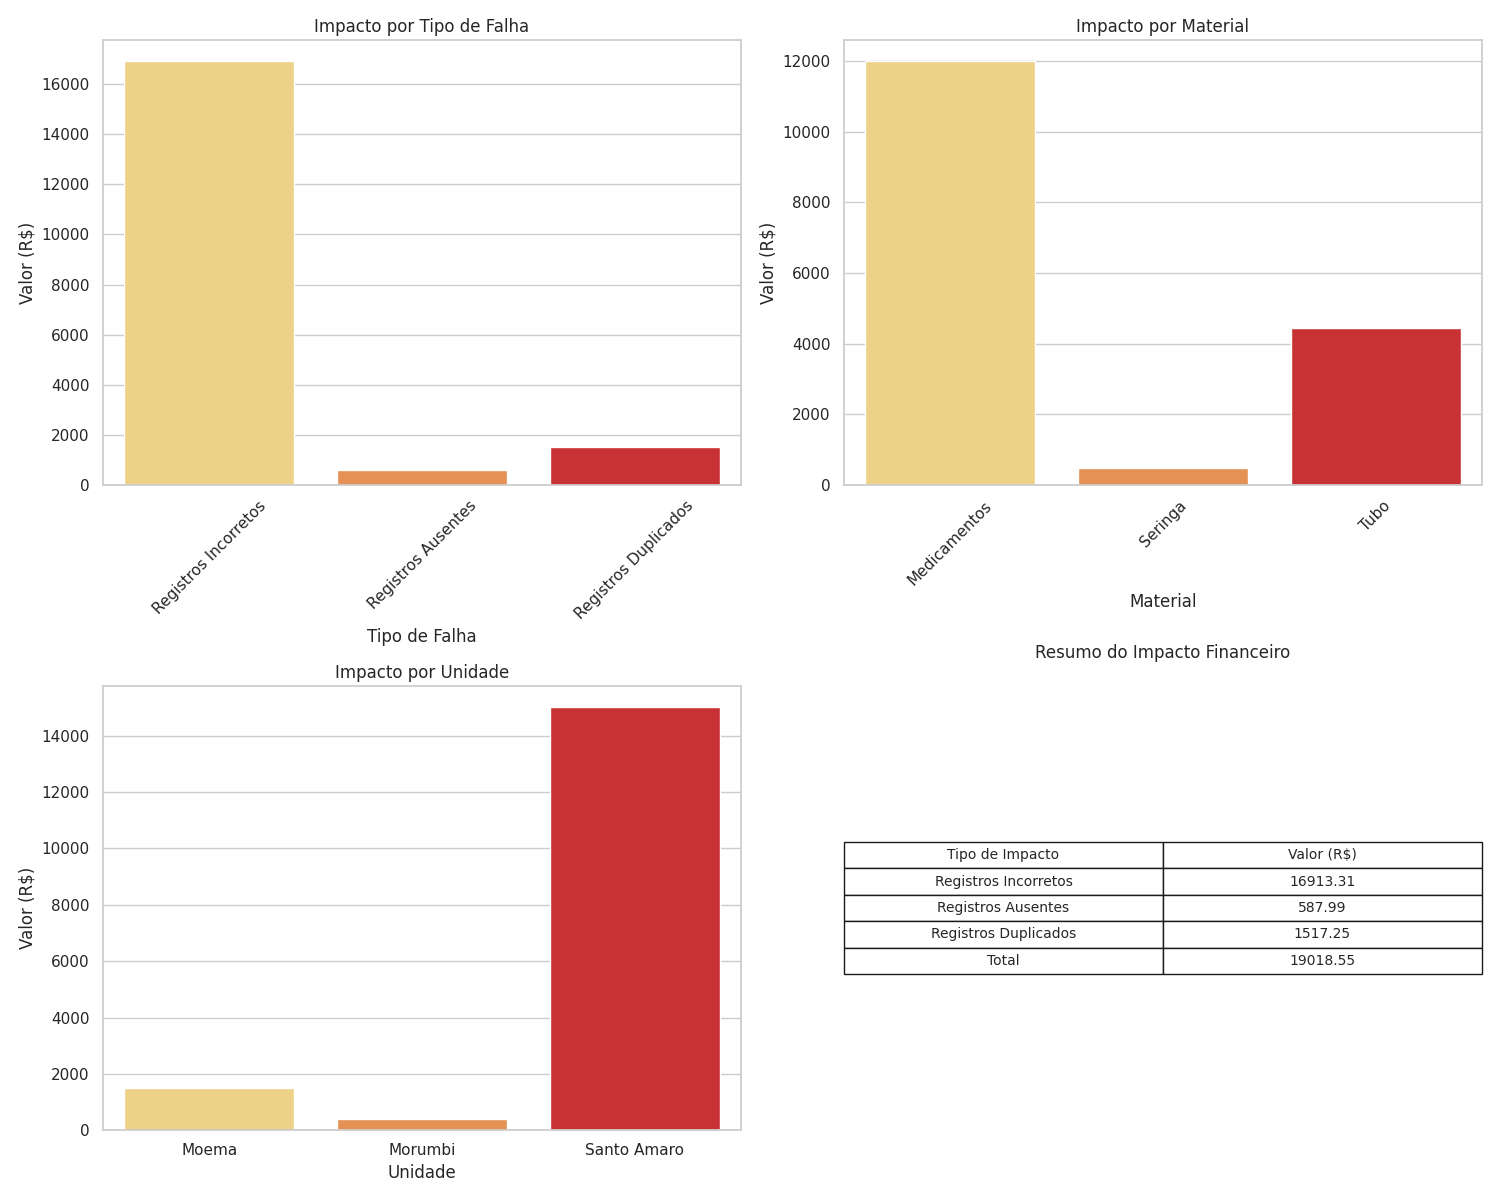 Impacto por Tipo de Falha
Valor (R$)
16000
14000
12000
10000
8000
6000
4000
2000
0
Registros Incorretos
Registros Ausentes
Registros Duplicados
Tipo de Falha
Impacto por Material
Valor (R$)
12000
10000
8000
6000
4000
2000
0
Medicamentos
Seringa
Tubo
Material
Impacto por Unidade
Valor (R$)
14000
12000
10000
8000
6000
4000
2000
0
Moema
Morumbi
Santo Amaro
Unidade
Resumo do Impacto Financeiro
Tipo de Impacto Valor (R$)
Registros Incorretos 16913.31
Registros Ausentes 587.99
Registros Duplicados 1517.25
Total 19018.55